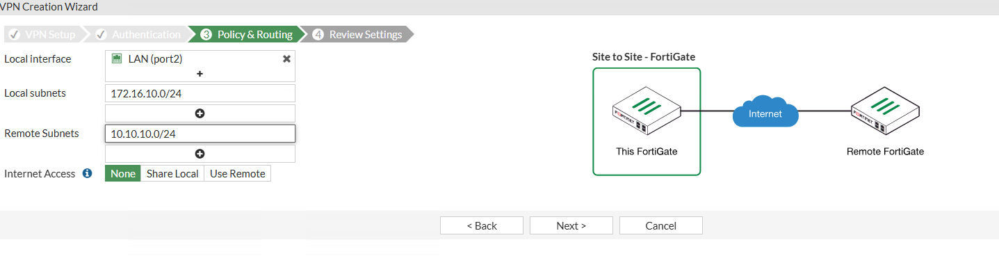 VPN Creation Wizard
VPN Setup
Authentication
3 Policy & Routing
4 Review Settings
Local interface
LAN (port2)
Local subnets
172.16.10.0/24
Remote Subnets
10.10.10.0/24
Internet Access
None Share Local Use Remote
Site to Site - FortiGate
FORTINET
Internet
FORTINET
This FortiGate
Remote FortiGate
< Back
Next >
Cancel